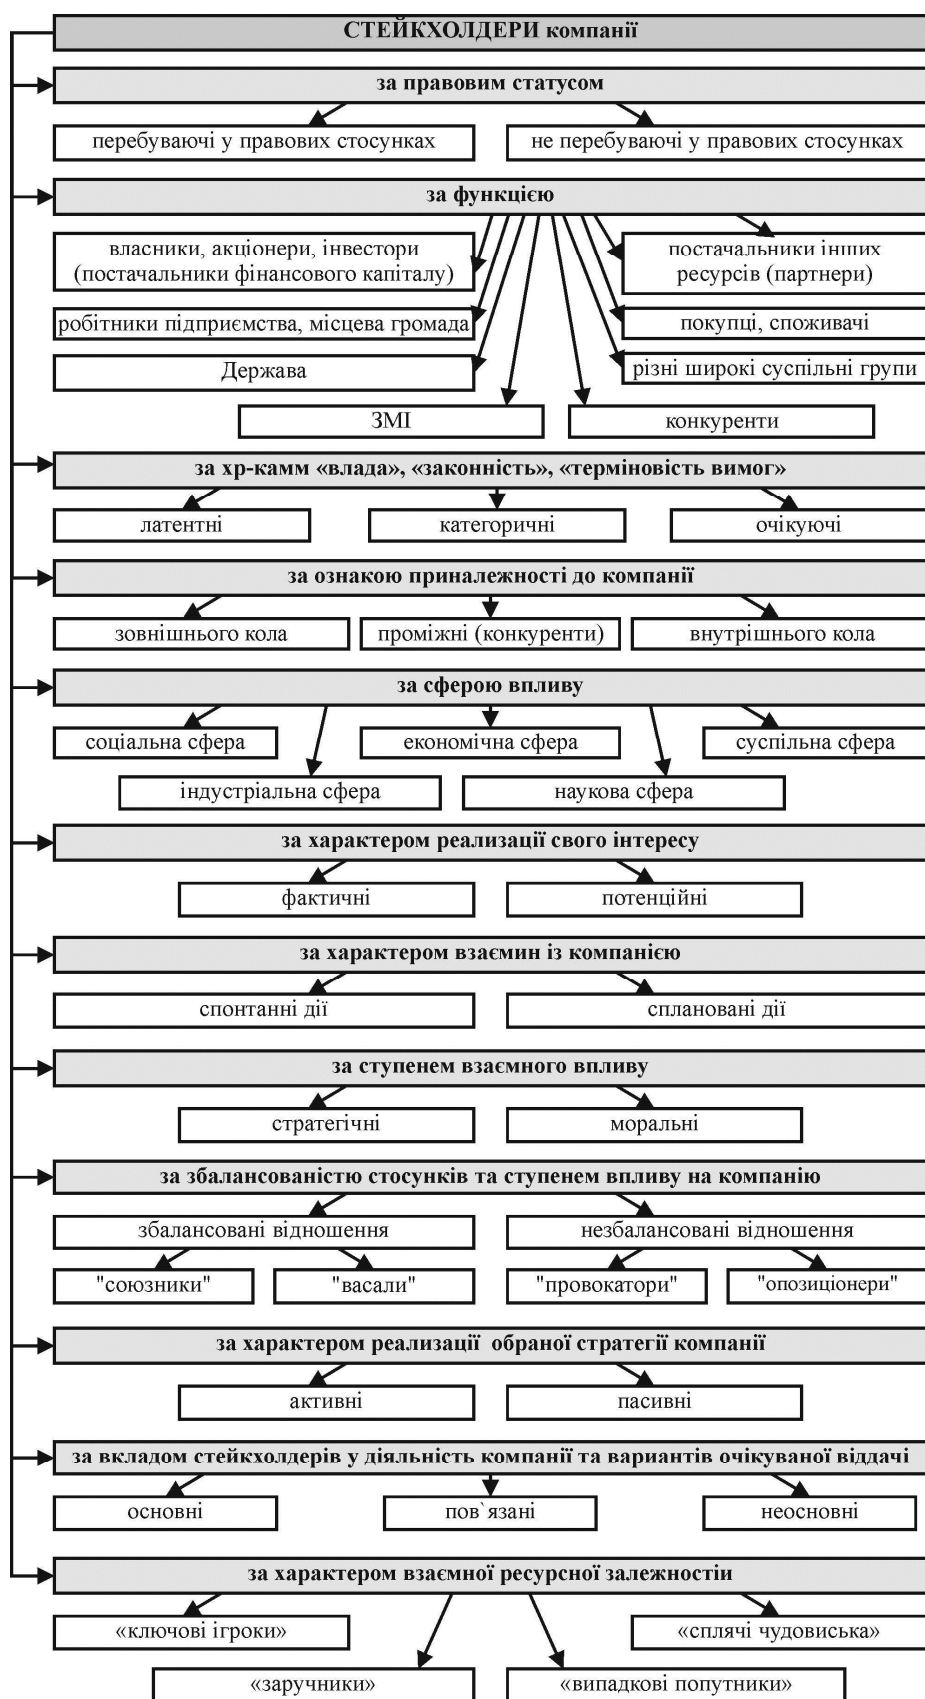 СТЕЙКХОЛДЕРИ компанії
за правовим статусом
перебуваючі у правових стосунках
не перебуваючі у правових стосунках
за функцією
власники, акціонери, інвестори
(постачальники фінансового капіталу)
постачальники інших
ресурсів (партнери)
робітники підприємства, місцева громада
покупці, споживачі
Держава
різні широкі суспільні групи
ЗМІ
конкуренти
за хр-камм «влада», «законність», «терміновість вимог»
латентні
категоричні
очікуючі
за ознакою приналежності до компанії
зовнішнього кола
проміжні (конкуренти)
внутрішнього кола
за сферою впливу
соціальна сфера
економічна сфера
суспільна сфера
індустріальна сфера
наукова сфера
за характером реализації свого інтересу
фактичні
потенційні
за характером взаємин із компанією
спонтанні дії
сплановані дії
за ступенем взаємного впливу
стратегічні
моральні
за збалансованістю стосунків та ступенем впливу на компанію
збалансовані відношення
незбалансовані відношення
"союзники"
"васали"
"провокатори"
"опозиціонери"
за характером реализації обраної стратегії компанії
активні
пасивні
за вкладом стейкхолдерів у діяльність компанії та вариантів очікуваної віддачі
основні
пов`язані
неосновні
за характером взаємної ресурсної залежностіи
«ключові ігроки»
«сплячі чудовиська»
«заручники»
«випадкові попутники»